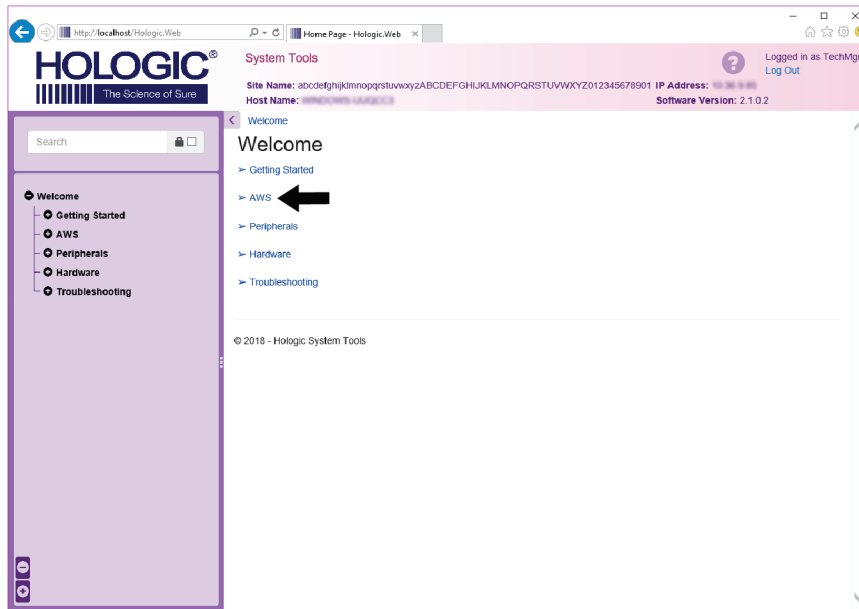 http://localhost/Hologic.Web
Home Page - Hologic.Web
HOLOGIC®
The Science of Sure
System Tools
Logged in as TechMgr
Log Out
Site Name: abcdefghijklmnopqrstuvwxyzABCDEFGHIJKLMNOPQRSTUVWXYZ012345678901 IP Address:
Host Name:
Software Version: 2.1.0.2
Search
Welcome
Getting Started
AWS
Peripherals
Hardware
Troubleshooting
Welcome
Welcome
➢ Getting Started
➢ AWS
➢ Peripherals
➢ Hardware
➢ Troubleshooting
© 2018 - Hologic System Tools